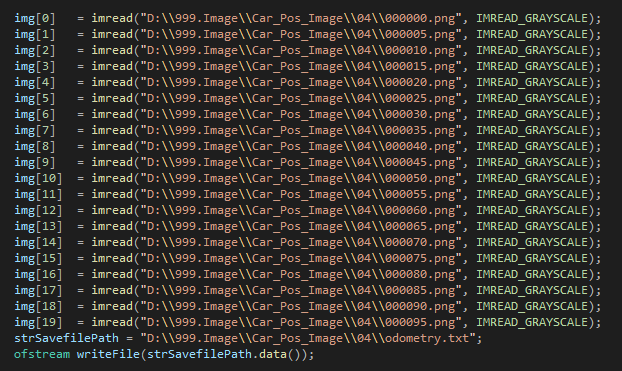 img[0]   = imread("D:\\999.Image\\Car_Pos_Image\\04\\000000.png", IMREAD_GRAYSCALE);
img[1]   = imread("D:\\999.Image\\Car_Pos_Image\\04\\000005.png", IMREAD_GRAYSCALE);
img[2]   = imread("D:\\999.Image\\Car_Pos_Image\\04\\000010.png", IMREAD_GRAYSCALE);
img[3]   = imread("D:\\999.Image\\Car_Pos_Image\\04\\000015.png", IMREAD_GRAYSCALE);
img[4]   = imread("D:\\999.Image\\Car_Pos_Image\\04\\000020.png", IMREAD_GRAYSCALE);
img[5]   = imread("D:\\999.Image\\Car_Pos_Image\\04\\000025.png", IMREAD_GRAYSCALE);
img[6]   = imread("D:\\999.Image\\Car_Pos_Image\\04\\000030.png", IMREAD_GRAYSCALE);
img[7]   = imread("D:\\999.Image\\Car_Pos_Image\\04\\000035.png", IMREAD_GRAYSCALE);
img[8]   = imread("D:\\999.Image\\Car_Pos_Image\\04\\000040.png", IMREAD_GRAYSCALE);
img[9]   = imread("D:\\999.Image\\Car_Pos_Image\\04\\000045.png", IMREAD_GRAYSCALE);
img[10]  = imread("D:\\999.Image\\Car_Pos_Image\\04\\000050.png", IMREAD_GRAYSCALE);
img[11]  = imread("D:\\999.Image\\Car_Pos_Image\\04\\000055.png", IMREAD_GRAYSCALE);
img[12]  = imread("D:\\999.Image\\Car_Pos_Image\\04\\000060.png", IMREAD_GRAYSCALE);
img[13]  = imread("D:\\999.Image\\Car_Pos_Image\\04\\000065.png", IMREAD_GRAYSCALE);
img[14]  = imread("D:\\999.Image\\Car_Pos_Image\\04\\000070.png", IMREAD_GRAYSCALE);
img[15]  = imread("D:\\999.Image\\Car_Pos_Image\\04\\000075.png", IMREAD_GRAYSCALE);
img[16]  = imread("D:\\999.Image\\Car_Pos_Image\\04\\000080.png", IMREAD_GRAYSCALE);
img[17]  = imread("D:\\999.Image\\Car_Pos_Image\\04\\000085.png", IMREAD_GRAYSCALE);
img[18]  = imread("D:\\999.Image\\Car_Pos_Image\\04\\000090.png", IMREAD_GRAYSCALE);
img[19]  = imread("D:\\999.Image\\Car_Pos_Image\\04\\000095.png", IMREAD_GRAYSCALE);
strSavefilePath = "D:\\999.Image\\Car_Pos_Image\\04\\odometry.txt";
ofstream writeFile(strSavefilePath.data());